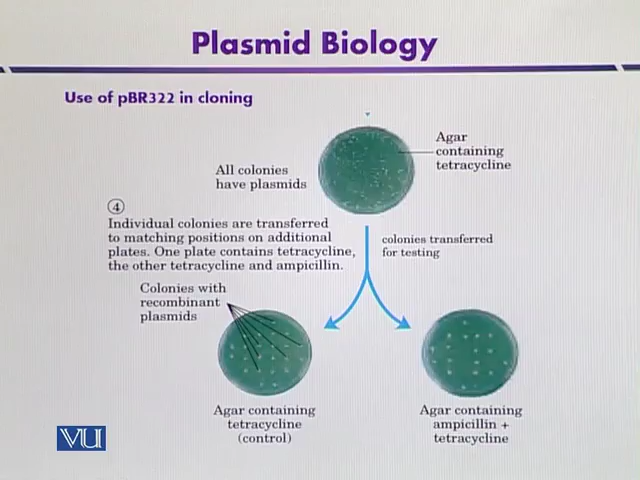 Plasmid Biology
Use of pBR322 in cloning
Agar
containing
tetracycline
All colonies
have plasmids
4
Individual colonies are transferred
to matching positions on additional
plates. One plate contains tetracycline,
the other tetracycline and ampicillin.
colonies transferred
for testing
Colonies with
recombinant
plasmids
Agar containing
tetracycline
(control)
Agar containing
ampicillin +
tetracycline
VU